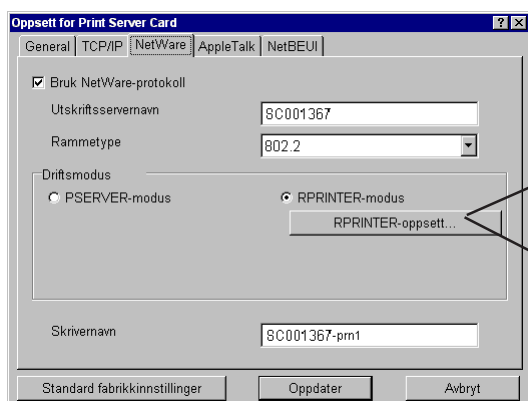 Oppsett for Print Server Card
General TCP/IP NetWare AppleTalk NetBEUI
Bruk NetWare-protokoll
Utskriftsservernavn SC001367
Rammetype 802.2
Driftsmodus
PSERVER-modus RPRINTER-modus
RPRINTER-oppsett...
Skrivernavn SC001367-prn1
Standard fabrikkinnstillinger Oppdater Avbryt